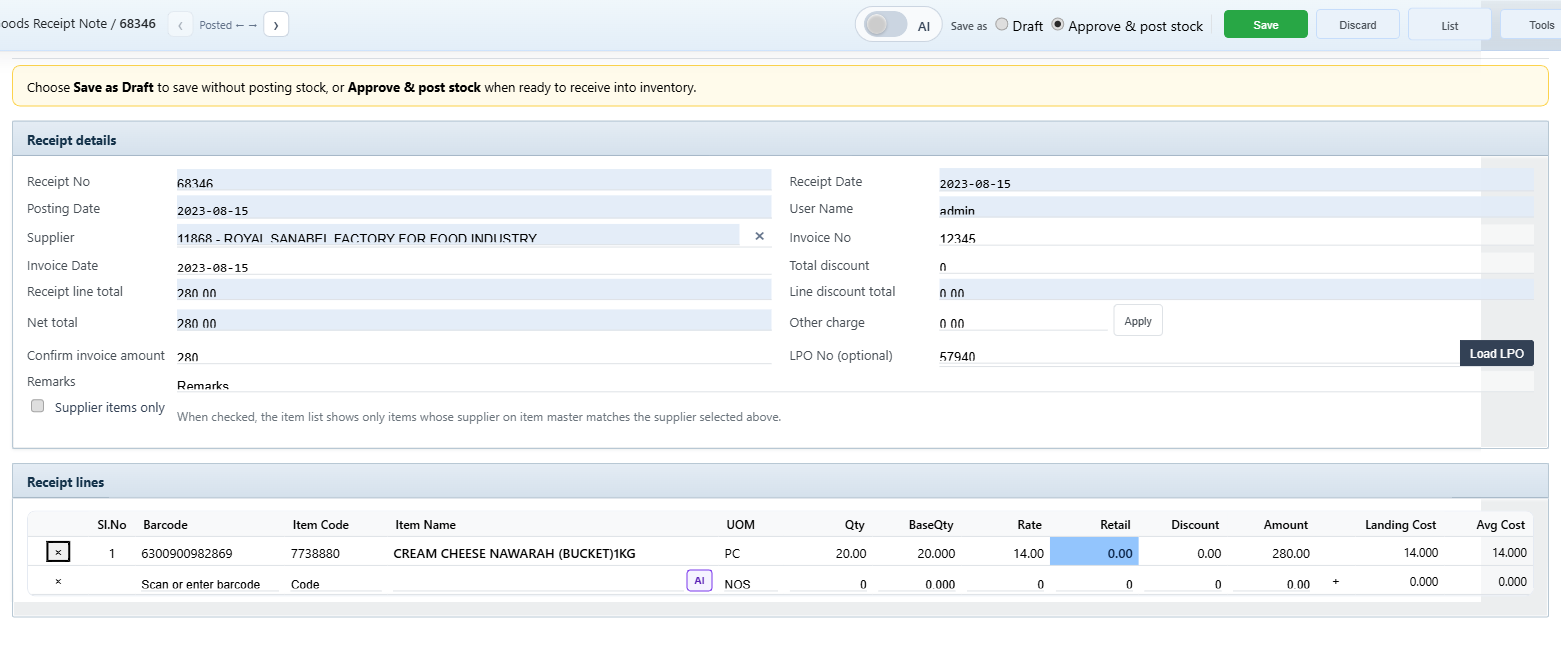 oods Receipt Note / 68346 ‹ Posted ←→ › AI Save as Draft Approve & post stock Save Discard List Tools
Choose Save as Draft to save without posting stock, or Approve & post stock when ready to receive into inventory.
Receipt details
Receipt No 68346 Receipt Date 2023-08-15
Posting Date 2023-08-15 User Name admin
Supplier 11868 - ROYAL SANABEL FACTORY FOR FOOD INDUSTRY × Invoice No 12345
Invoice Date 2023-08-15 Total discount 0
Receipt line total 280.00 Line discount total 0.00
Net total 280.00 Other charge 0.00 Apply
Confirm invoice amount 280 LPO No (optional) 57940 Load LPO
Remarks Remarks
Supplier items only When checked, the item list shows only items whose supplier on item master matches the supplier selected above.
Receipt lines
Sl.No Barcode Item Code Item Name UOM Qty BaseQty Rate Retail Discount Amount Landing Cost Avg Cost
× 1 6300900982869 7738880 CREAM CHEESE NAWARAH (BUCKET)1KG PC 20.00 20.000 14.00 0.00 0.00 280.00 14.000 14.000
× Scan or enter barcode Code AI NOS 0 0.000 0 0 0 0.00 + 0.000 0.000